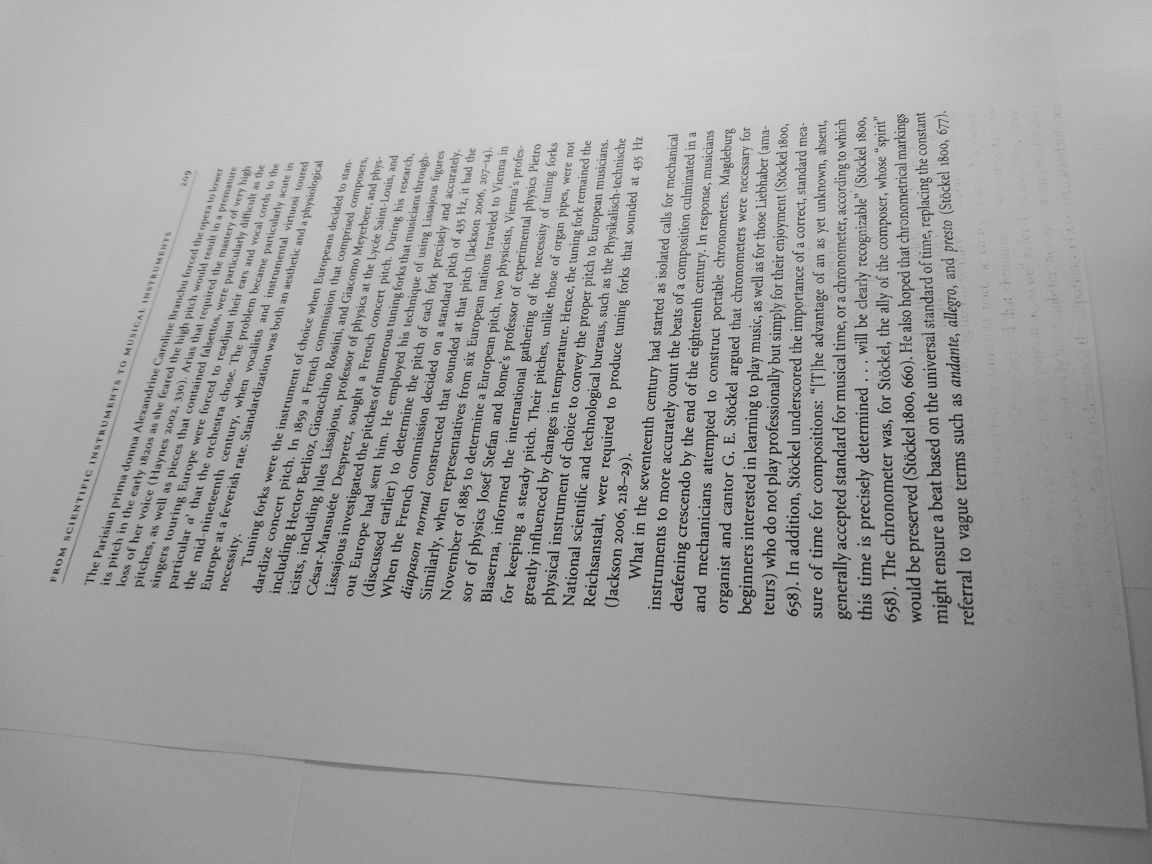 FROM SCIENTIFIC INSTRUMENTS TO MUSICAL INSTRUMENTS 209
The Parisian prima donna Alexandrine Caroline Branchu forced the opera to lower
its pitch in the early 1820s as she feared the high pitch would result in a premature
loss of her voice (Haynes 2002, 330). Arias that required the mastery of very high
pitches, as well as pieces that contained falsettos, were particularly difficult as the
singers touring Europe were forced to readjust their ears and vocal cords to the
particular a' that the orchestra chose. The problem became particularly acute in
the mid-nineteenth century, when vocalists and instrumental virtuosi toured
Europe at a feverish rate. Standardization was both an aesthetic and a physiological
necessity.
Tuning forks were the instrument of choice when Europeans decided to stan-
dardize concert pitch. In 1859 a French commission that comprised composers,
including Hector Berlioz, Gioacchino Rossini, and Giacomo Meyerbeer, and phys-
icists, including Jules Lissajous, professor of physics at the Lycée Saint-Louis, and
César-Mansuète Despretz, sought a French concert pitch. During his research,
Lissajous investigated the pitches of numerous tuning forks that musicians through-
out Europe had sent him. He employed his technique of using Lissajous figures
(discussed earlier) to determine the pitch of each fork precisely and accurately.
When the French commission decided on a standard pitch of 435 Hz, it had the
diapason normal constructed that sounded at that pitch (Jackson 2006, 207–14).
Similarly, when representatives from six European nations traveled to Vienna in
November of 1885 to determine a European pitch, two physicists, Vienna's profes-
sor of physics Josef Stefan and Rome's professor of experimental physics Pietro
Blaserna, informed the international gathering of the necessity of tuning forks
for keeping a steady pitch. Their pitches, unlike those of organ pipes, were not
greatly influenced by changes in temperature. Hence, the tuning fork remained the
physical instrument of choice to convey the proper pitch to European musicians.
National scientific and technological bureaus, such as the Physikalisch-technische
Reichsanstalt, were required to produce tuning forks that sounded at 435 Hz
(Jackson 2006, 218–29).
What in the seventeenth century had started as isolated calls for mechanical
instruments to more accurately count the beats of a composition culminated in a
deafening crescendo by the end of the eighteenth century. In response, musicians
and mechanicians attempted to construct portable chronometers. Magdeburg
organist and cantor G. E. Stöckel argued that chronometers were necessary for
beginners interested in learning to play music, as well as for those Liebhaber (ama-
teurs) who do not play professionally but simply for their enjoyment (Stöckel 1800,
658). In addition, Stöckel underscored the importance of a correct, standard mea-
sure of time for compositions: "[T]he advantage of an as yet unknown, absent,
generally accepted standard for musical time, or a chronometer, according to which
this time is precisely determined . . . will be clearly recognizable" (Stöckel 1800,
658). The chronometer was, for Stöckel, the ally of the composer, whose "spirit"
would be preserved (Stöckel 1800, 660). He also hoped that chronometrical markings
might ensure a beat based on the universal standard of time, replacing the constant
referral to vague terms such as andante, allegro, and presto (Stöckel 1800, 677).